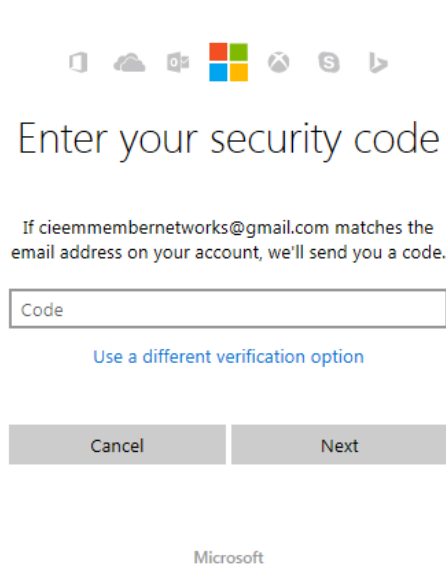 Enter your security code
If cieemmembernetworks@gmail.com matches the
email address on your account, we'll send you a code.
Code
Use a different verification option
Cancel
Next
Microsoft